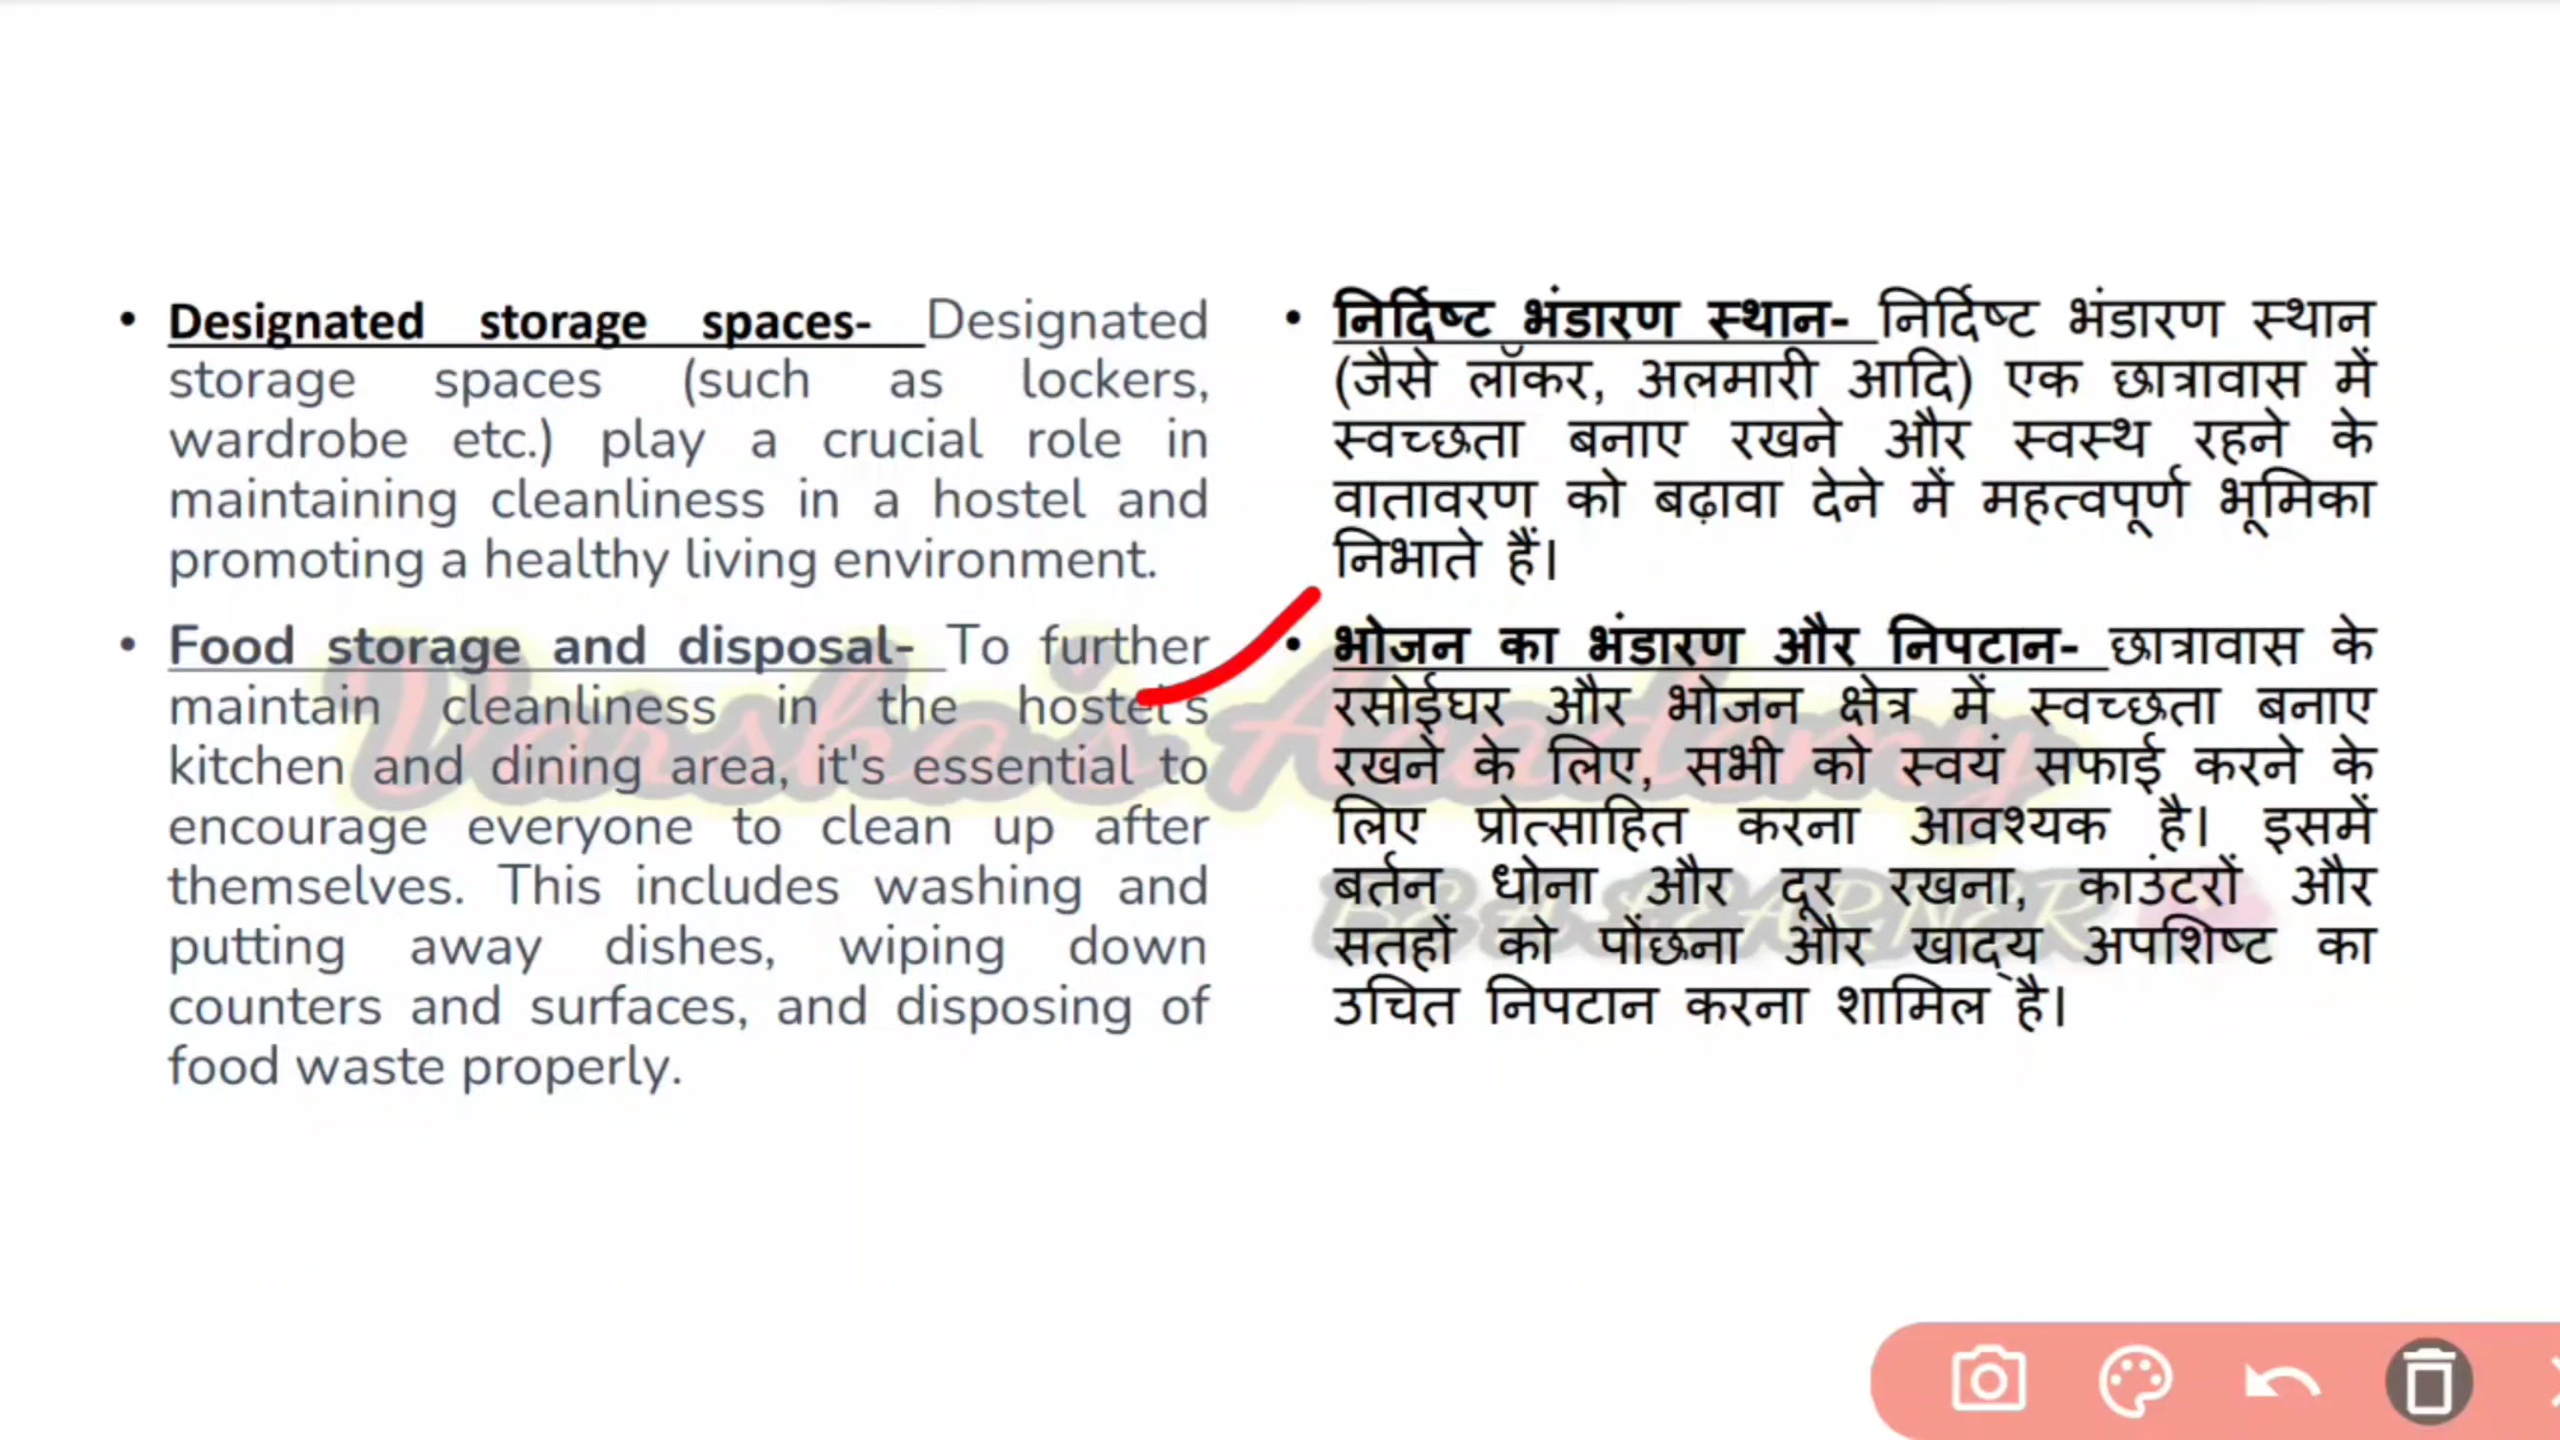 • Designated storage spaces- Designated
storage spaces (such as lockers,
wardrobe etc.) play a crucial role in
maintaining cleanliness in a hostel and
promoting a healthy living environment.
• Food storage and disposal- To further
maintain cleanliness in the hostel's
kitchen and dining area, it's essential to
encourage everyone to clean up after
themselves. This includes washing and
putting away dishes, wiping down
counters and surfaces, and disposing of
food waste properly.
• निर्दिष्ट भंडारण स्थान- निर्दिष्ट भंडारण स्थान
(जैसे लॉकर, अलमारी आदि) एक छात्रावास में
स्वच्छता बनाए रखने और स्वस्थ रहने के
वातावरण को बढ़ावा देने में महत्वपूर्ण भूमिका
निभाते हैं।
• भोजन का भंडारण और निपटान- छात्रावास के
रसोईघर और भोजन क्षेत्र में स्वच्छता बनाए
रखने के लिए, सभी को स्वयं सफाई करने के
लिए प्रोत्साहित करना आवश्यक है। इसमें
बर्तन धोना और दूर रखना, काउंटरों और
सतहों को पोंछना और खाद्य अपशिष्ट का
उचित निपटान करना शामिल है।
Varsha's Academy
BE A LEARNER